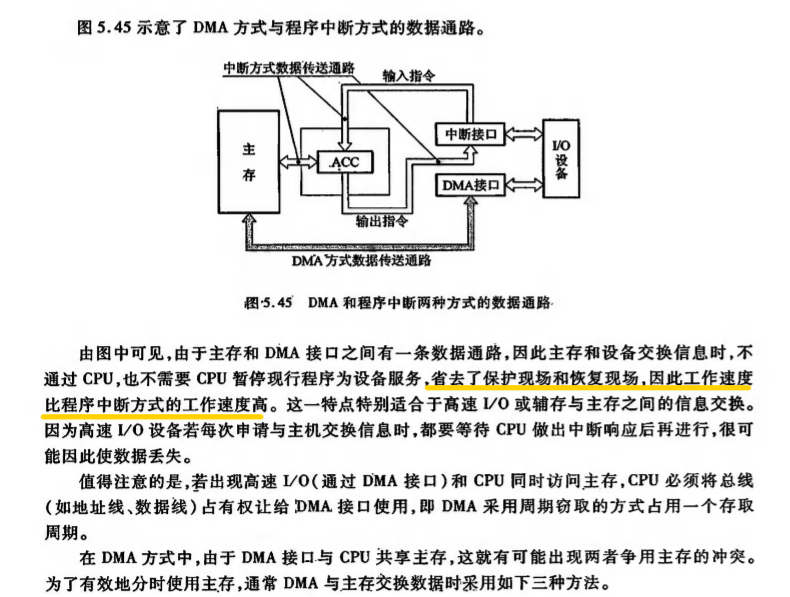 图 5.45 示意了 DMA 方式与程序中断方式的数据通路。
中断方式数据传送通路
输入指令
主存
ACC
中断接口
DMA接口
I/O设备
输出指令
DMA方式数据传送通路
图 5.45 DMA 和程序中断两种方式的数据通路
由图中可见,由于主存和 DMA 接口之间有一条数据通路,因此主存和设备交换信息时,不
通过 CPU,也不需要 CPU 暂停现行程序为设备服务,省去了保护现场和恢复现场,因此工作速度
比程序中断方式的工作速度高。这一特点特别适合于高速 I/O 或辅存与主存之间的信息交换。
因为高速 I/O 设备若每次申请与主机交换信息时,都要等待 CPU 做出中断响应后再进行,很可
能因此使数据丢失。
值得注意的是,若出现高速 I/O(通过 DMA 接口)和 CPU 同时访问主存,CPU 必须将总线
(如地址线、数据线)占有权让给 DMA 接口使用,即 DMA 采用周期窃取的方式占用一个存取
周期。
在 DMA 方式中,由于 DMA 接口与 CPU 共享主存,这就有可能出现两者争用主存的冲突。
为了有效地分时使用主存,通常 DMA 与主存交换数据时采用如下三种方法。